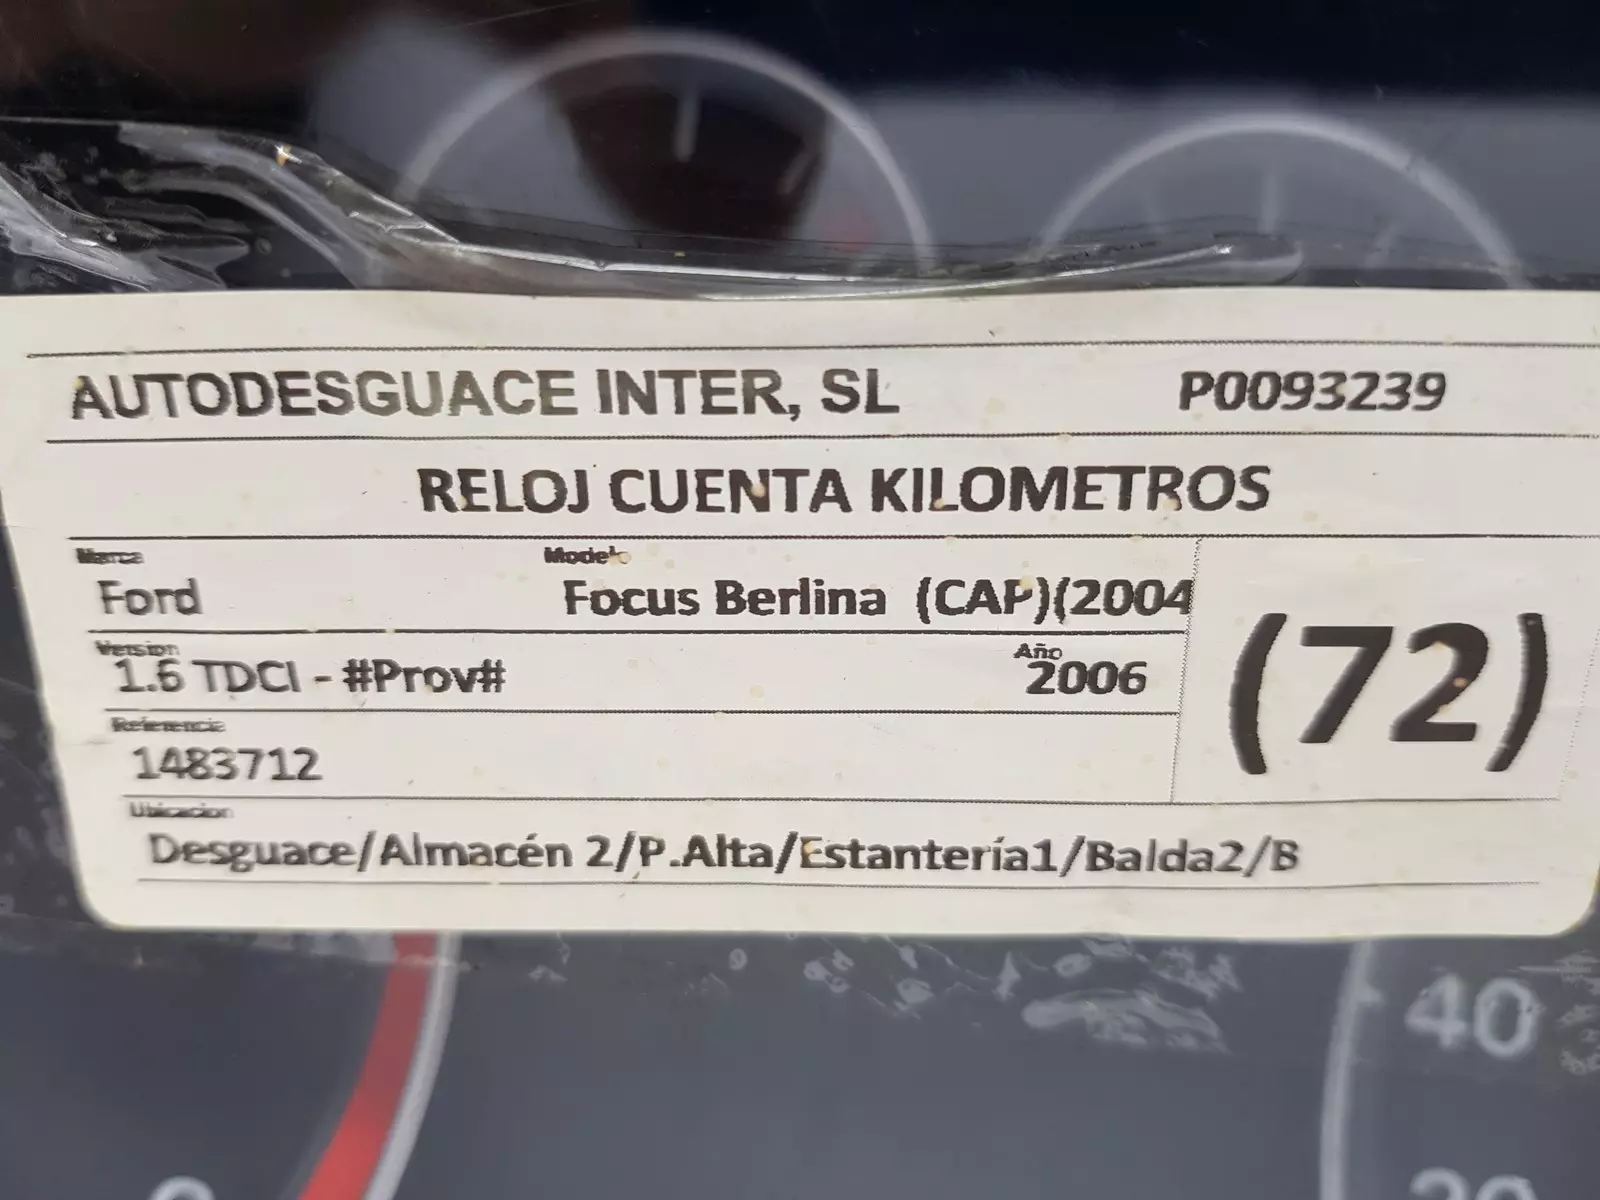 AUTODESGUACE INTER, SL P0093239
RELOJ CUENTA KILOMETROS
Marca Modelo
Ford Focus Berlina (CAP)(2004
Version Año
1.6 TDCI - #Prov# 2006
(72)
Referencia
1483712
Ubicacion
Desguace/Almacén 2/P.Alta/Estantería1/Balda2/B
40
20